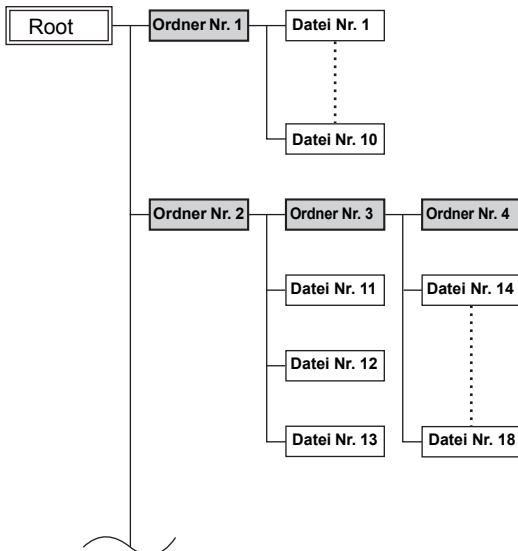 Root
Ordner Nr. 1
Datei Nr. 1
Datei Nr. 10
Ordner Nr. 2
Ordner Nr. 3
Ordner Nr. 4
Datei Nr. 11
Datei Nr. 14
Datei Nr. 12
Datei Nr. 13
Datei Nr. 18